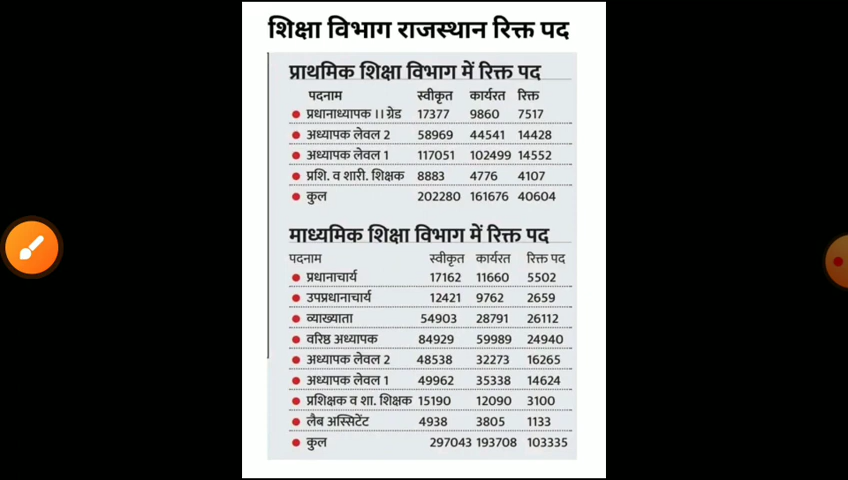 शिक्षा विभाग राजस्थान रिक्त पद
प्राथमिक शिक्षा विभाग में रिक्त पद
पदनाम स्वीकृत कार्यरत रिक्त
प्रधानाध्यापक ।। ग्रेड 17377 9860 7517
अध्यापक लेवल 2 58969 44541 14428
अध्यापक लेवल 1 117051 102499 14552
प्रशि. व शारी. शिक्षक 8883 4776 4107
कुल 202280 161676 40604
माध्यमिक शिक्षा विभाग में रिक्त पद
पदनाम स्वीकृत कार्यरत रिक्त पद
प्रधानाचार्य 17162 11660 5502
उपप्रधानाचार्य 12421 9762 2659
व्याख्याता 54903 28791 26112
वरिष्ठ अध्यापक 84929 59989 24940
अध्यापक लेवल 2 48538 32273 16265
अध्यापक लेवल 1 49962 35338 14624
प्रशिक्षक व शा. शिक्षक 15190 12090 3100
लैब अस्सिटेंट 4938 3805 1133
कुल 297043 193708 103335